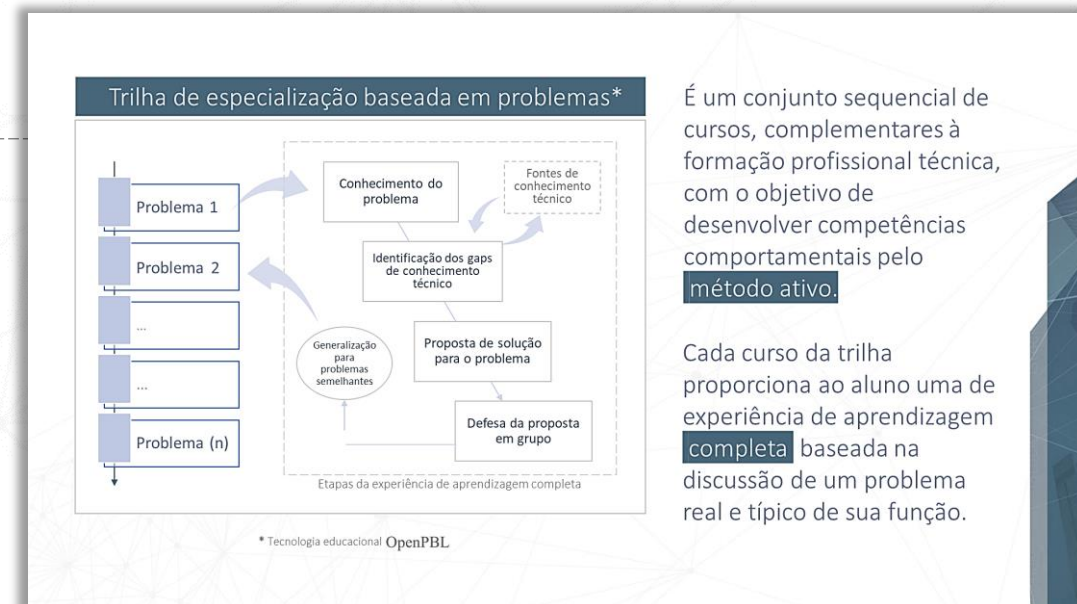 Trilha de especialização baseada em problemas*
Problema 1
Problema 2
...
...
Problema (n)
Conhecimento do
problema
Fontes de
conhecimento
técnico
Identificação dos gaps
de conhecimento
técnico
Proposta de solução
para o problema
Generalização
para
problemas
semelhantes
Defesa da proposta
em grupo
Etapas da experiência de aprendizagem completa
* Tecnologia educacional OpenPBL
É um conjunto sequencial de
cursos, complementares à
formação profissional técnica,
com o objetivo de
desenvolver competências
comportamentais pelo
método ativo.
Cada curso da trilha
proporciona ao aluno uma de
experiência de aprendizagem
completa baseada na
discussão de um problema
real e típico de sua função.